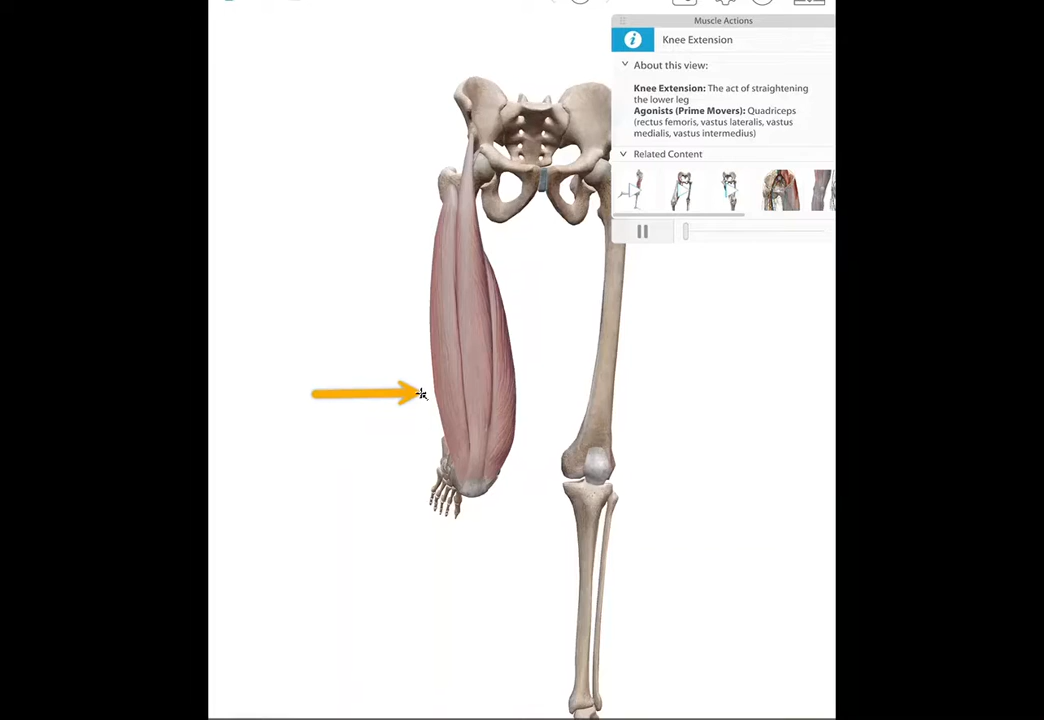 Muscle Actions
Knee Extension
About this view:
Knee Extension: The act of straightening
the lower leg
Agonists (Prime Movers): Quadriceps
(rectus femoris, vastus lateralis, vastus
medialis, vastus intermedius)
Related Content